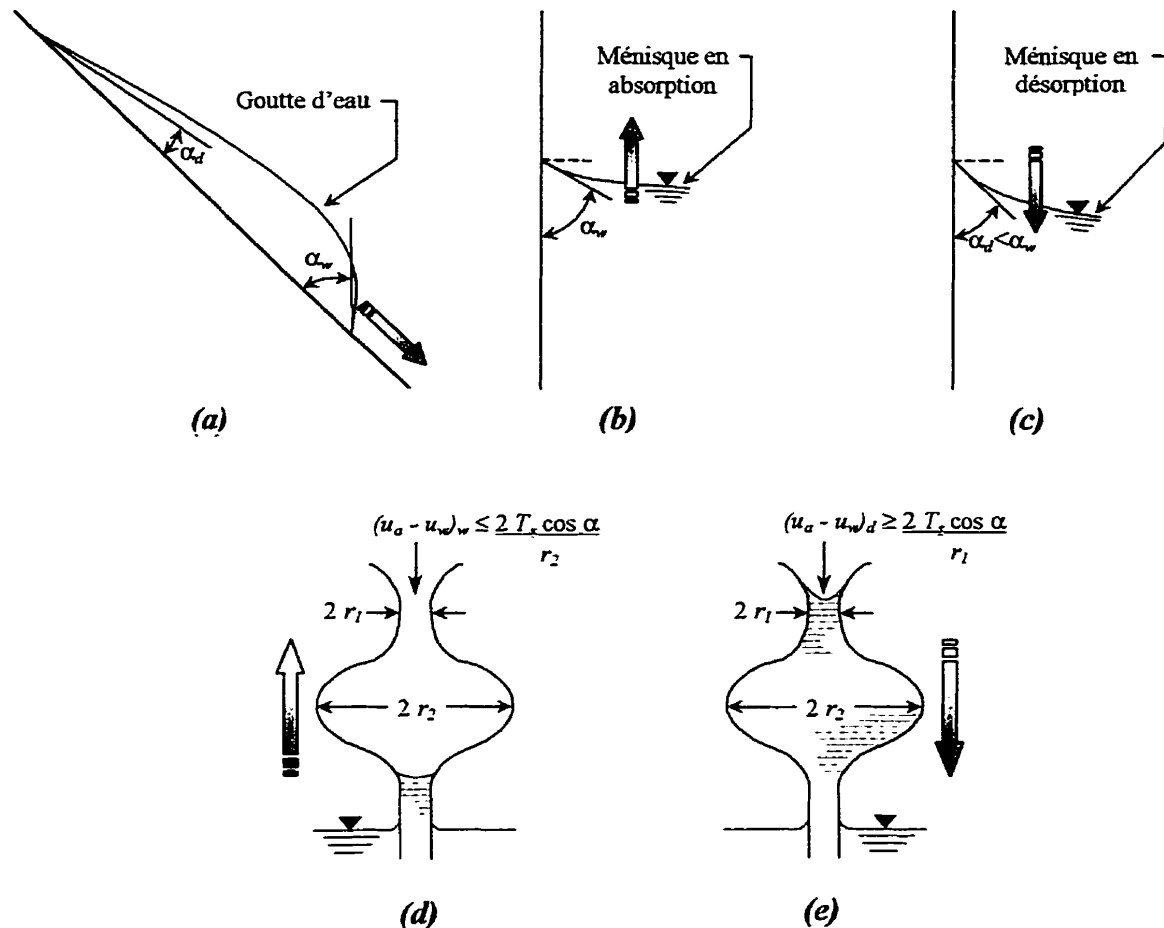 Goutte d'eau
α_d
α_w
(a)
Ménisque en
absorption
α_w
(b)
Ménisque en
désorption
α_d<α_w
(c)
(u_a - u_w)_w ≤ 2 T_s cos α
r_2
2 r_1
2 r_2
(d)
(u_a - u_w)_d ≥ 2 T_s cos α
r_1
2 r_1
2 r_2
(e)